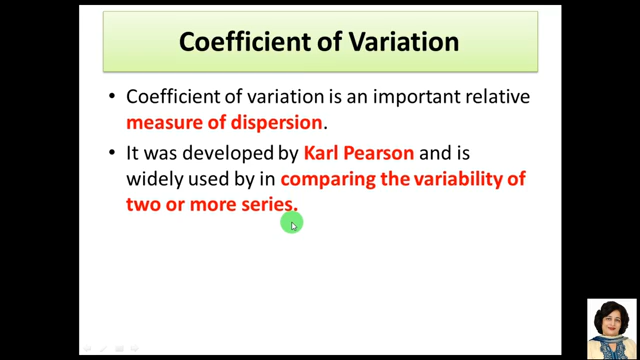 Coefficient of Variation
• Coefficient of variation is an important relative
measure of dispersion.
• It was developed by Karl Pearson and is
widely used by in comparing the variability of
two or more series.